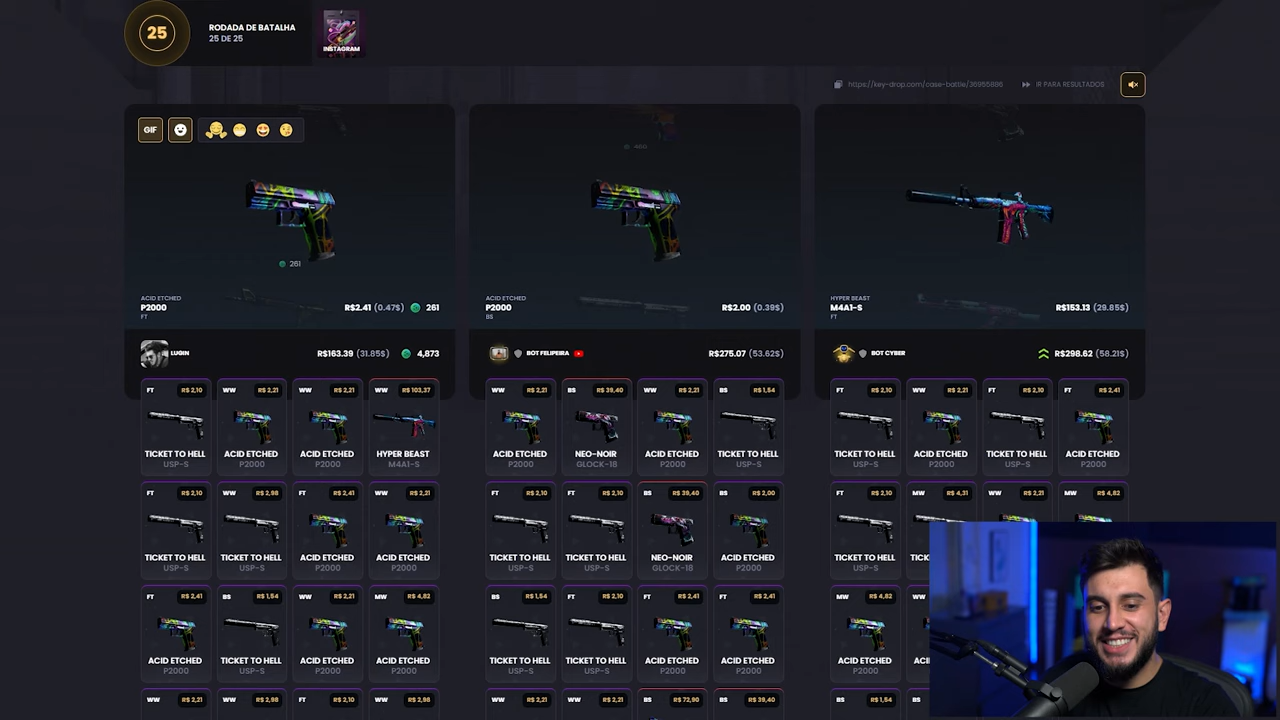 25
RODADA DE BATALHA
25 DE 25
INSTAGRAM
https://key-drop.com/case-battle/36955886
IR PARA RESULTADOS
GIF
466
261
ACID ETCHED
P2000
FT
R$2.41 (0.47$) 261
ACID ETCHED
P2000
BS
R$2.00 (0.39$)
HYPER BEAST
M4A1-S
FT
R$153.13 (29.85$)
LUGIN
R$163.39 (31.85$) 4,873
BOT FELIPEIRA
R$275.07 (53.62$)
BOT CYBER
R$298.62 (58.21$)
FT R$ 2,10 WW R$ 2,21 WW R$ 2,21 WW R$ 103,37
TICKET TO HELL ACID ETCHED ACID ETCHED HYPER BEAST
USP-S P2000 P2000 M4A1-S
WW R$ 2,21 BS R$ 39,40 WW R$ 2,21 BS R$ 1,54
ACID ETCHED NEO-NOIR ACID ETCHED TICKET TO HELL
P2000 GLOCK-18 P2000 USP-S
FT R$ 2,10 WW R$ 2,21 FT R$ 2,10 FT R$ 2,41
TICKET TO HELL ACID ETCHED TICKET TO HELL ACID ETCHED
USP-S P2000 USP-S P2000
FT R$ 2,10 WW R$ 2,98 FT R$ 2,41 WW R$ 2,21
TICKET TO HELL TICKET TO HELL ACID ETCHED ACID ETCHED
USP-S USP-S P2000 P2000
FT R$ 2,10 FT R$ 2,10 BS R$ 39,40 BS R$ 2,00
TICKET TO HELL TICKET TO HELL NEO-NOIR ACID ETCHED
USP-S USP-S GLOCK-18 P2000
FT R$ 2,10 MW R$ 4,31 WW R$ 2,21 MW R$ 4,82
TICKET TO HELL
USP-S
FT R$ 2,41 BS R$ 1,54 WW R$ 2,21 MW R$ 4,82
ACID ETCHED TICKET TO HELL ACID ETCHED ACID ETCHED
P2000 USP-S P2000 P2000
BS R$ 1,54 FT R$ 2,10 FT R$ 2,41 FT R$ 2,41
TICKET TO HELL TICKET TO HELL ACID ETCHED ACID ETCHED
USP-S USP-S P2000 P2000
MW R$ 4,82 WW
ACID ETCHED
P2000
WW R$ 2,21 WW R$ 2,98 FT R$ 2,10 WW R$ 2,98
WW R$ 2,21 WW R$ 2,21 BS R$ 72,90 BS R$ 39,40
BS R$ 1,54 BS